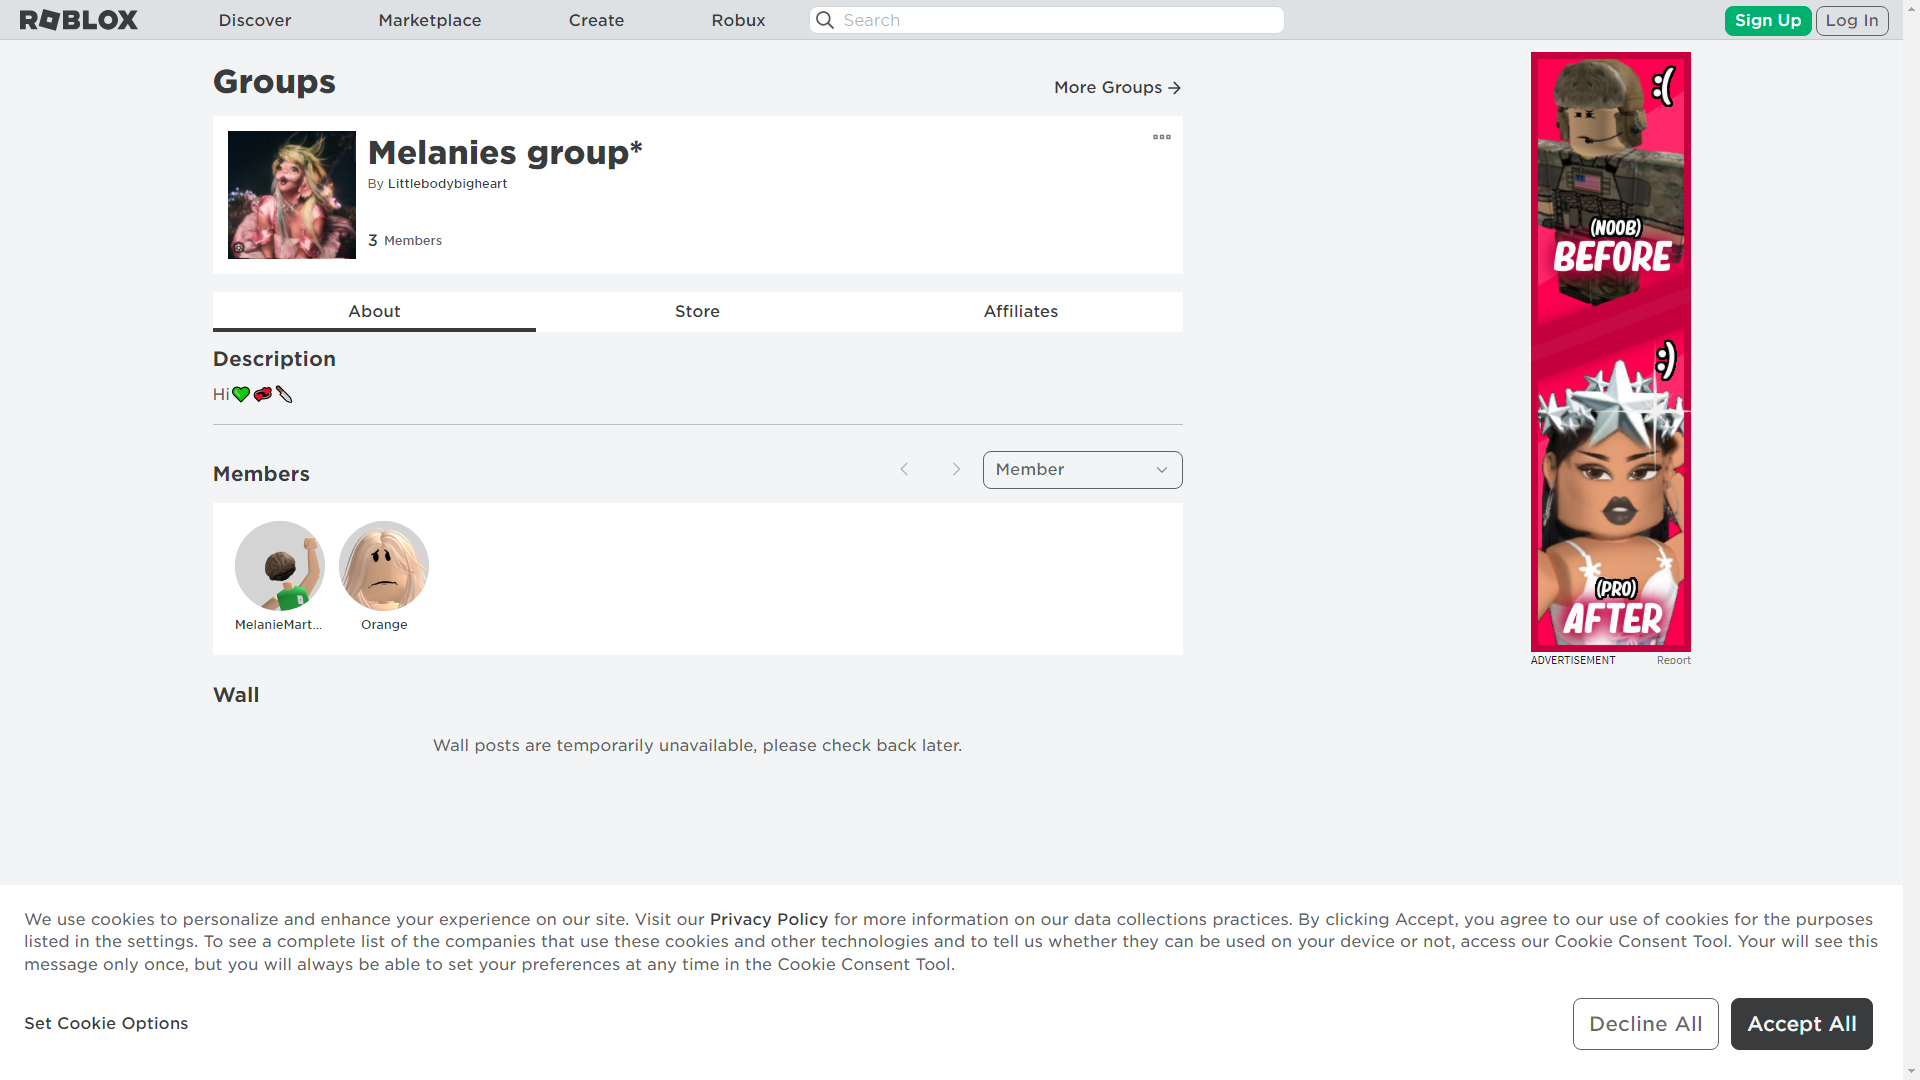 ROBLOX
Discover
Marketplace
Create
Robux
Search
Sign Up
Log In
Groups
More Groups
Melanies group*
By Littlebodybigheart
3 Members
About
Store
Affiliates
Description
Hi💚💋🔪
Members
Member
MelanieMart...
Orange
Wall
Wall posts are temporarily unavailable, please check back later.
:(
(NOOB)
BEFORE
:)
(PRO)
AFTER
ADVERTISEMENT
Report
We use cookies to personalize and enhance your experience on our site. Visit our Privacy Policy for more information on our data collections practices. By clicking Accept, you agree to our use of cookies for the purposes
listed in the settings. To see a complete list of the companies that use these cookies and other technologies and to tell us whether they can be used on your device or not, access our Cookie Consent Tool. Your will see this
message only once, but you will always be able to set your preferences at any time in the Cookie Consent Tool.
Set Cookie Options
Decline All
Accept All